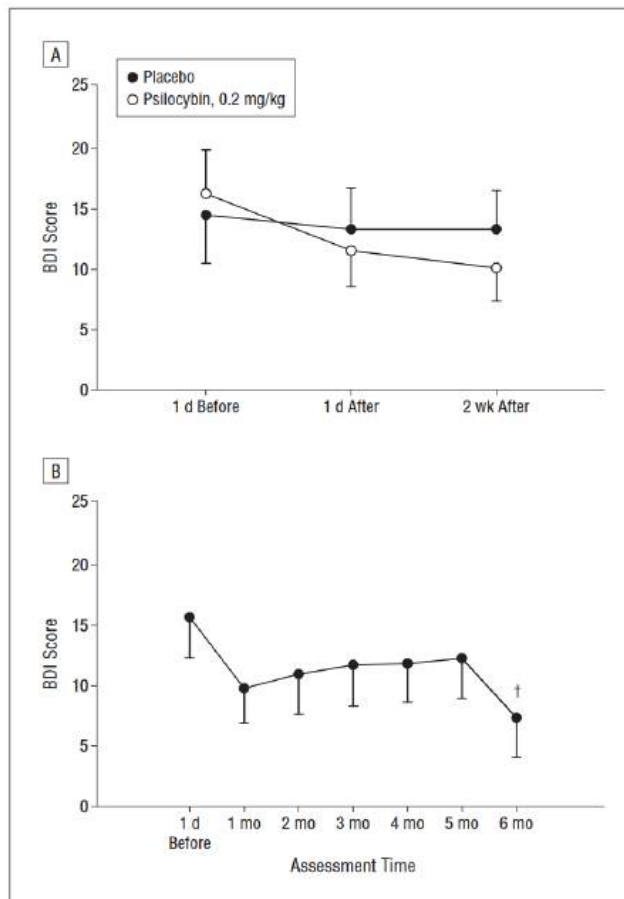 A
● Placebo
○ Psilocybin, 0.2 mg/kg
25
20
15
10
5
0
BDI Score
1 d Before
1 d After
2 wk After
B
25
20
15
10
5
0
BDI Score
†
1 d
Before
1 mo
2 mo
3 mo
4 mo
5 mo
6 mo
Assessment Time